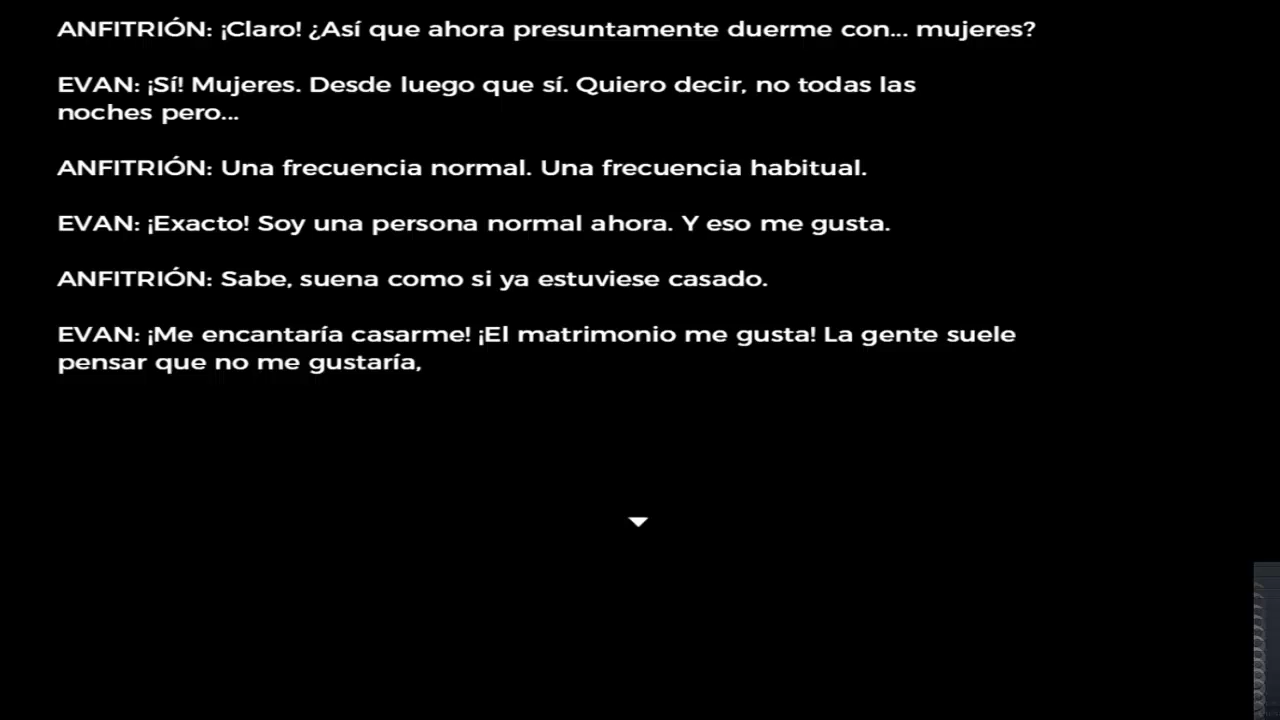 ANFITRIÓN: ¡Claro! ¿Así que ahora presuntamente duerme con... mujeres?
EVAN: ¡Sí! Mujeres. Desde luego que sí. Quiero decir, no todas las
noches pero...
ANFITRIÓN: Una frecuencia normal. Una frecuencia habitual.
EVAN: ¡Exacto! Soy una persona normal ahora. Y eso me gusta.
ANFITRIÓN: Sabe, suena como si ya estuviese casado.
EVAN: ¡Me encantaría casarme! ¡El matrimonio me gusta! La gente suele
pensar que no me gustaría,